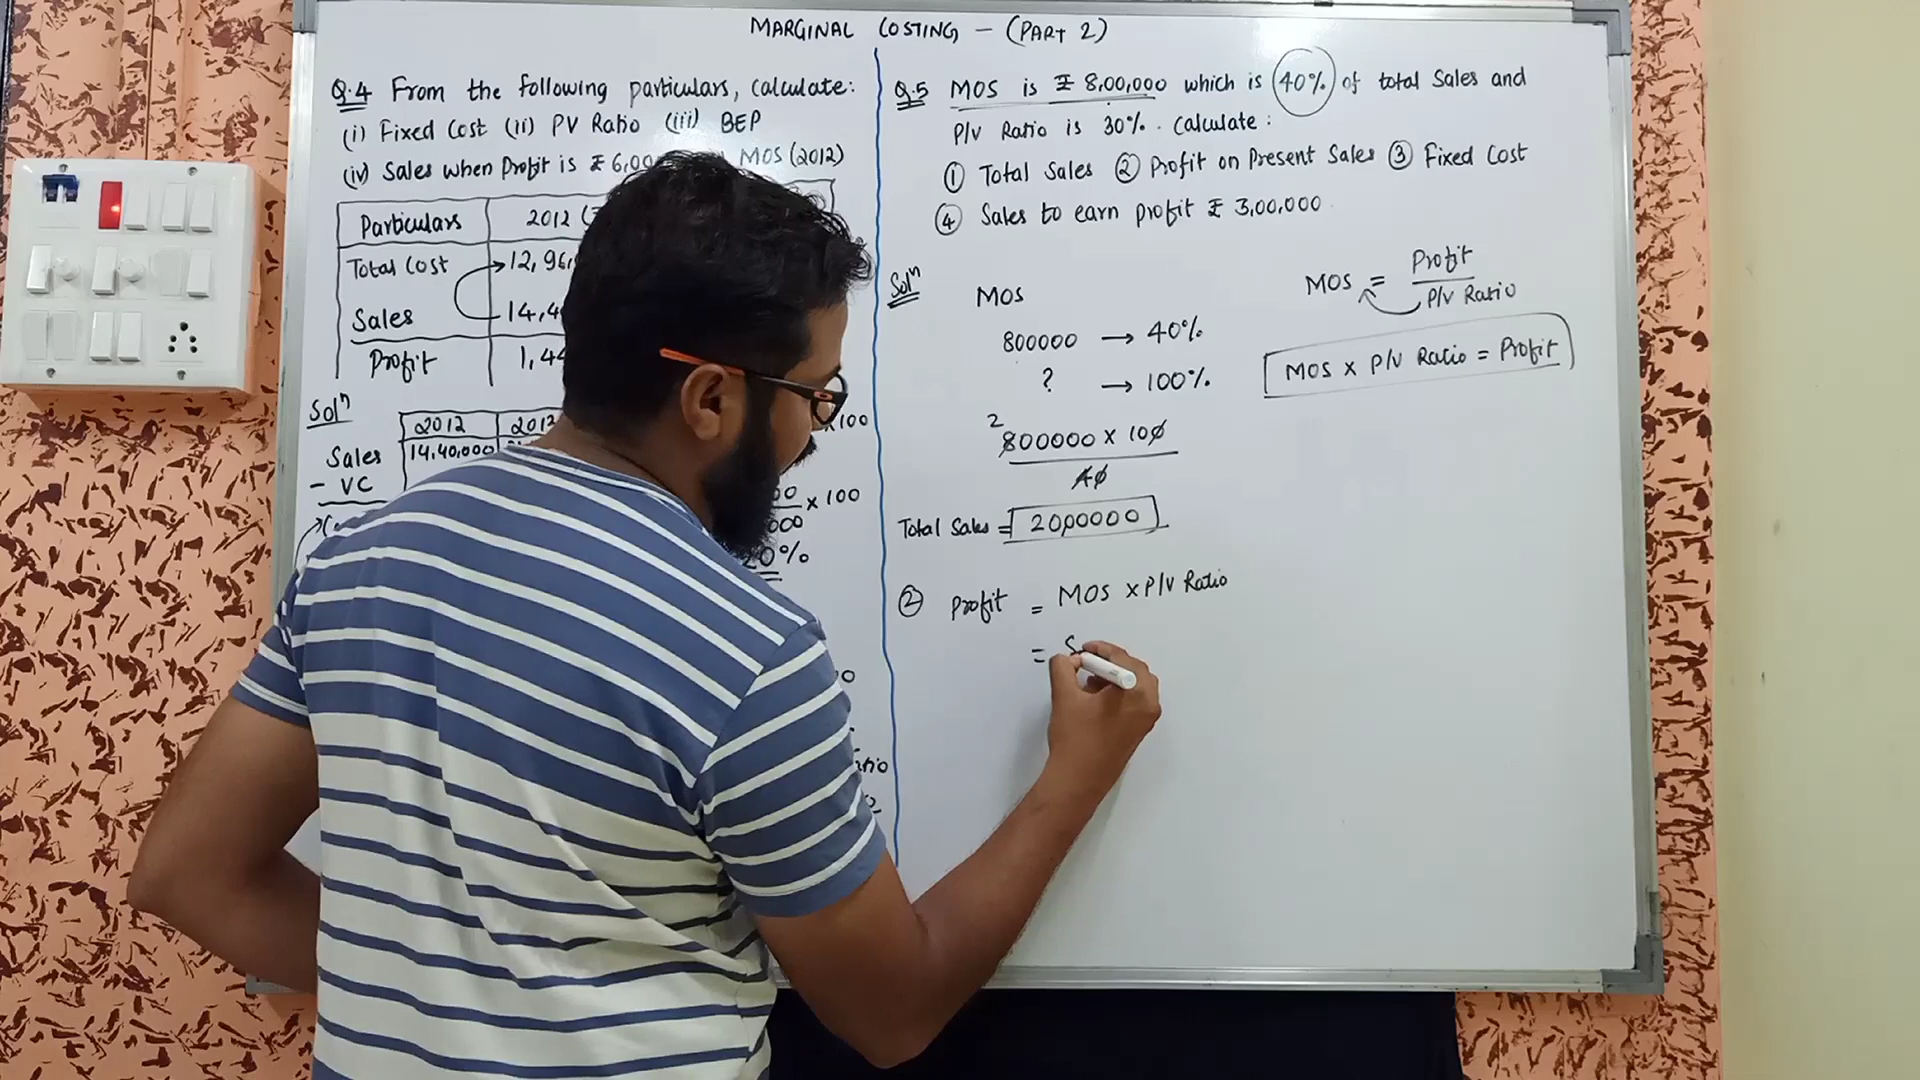 MARGINAL COSTING - (PART 2)
Q.4 From the following particulars, calculate:
(i) Fixed Cost (ii) PV Ratio (iii) BEP
(iv) Sales when Profit is ₹ 6,00 MOS (2012)
Particulars 2012
Total Cost 12,96,
Sales 14,4
Profit 1,44
Solⁿ
2012 2013
Sales 14,40,000
- VC
x100
x 100
20%
Q.5 MOS is ₹ 8,00,000 which is 40% of total Sales and
P/V Ratio is 30%. Calculate:
① Total Sales ② Profit on Present Sales ③ Fixed Cost
④ Sales to earn profit ₹ 3,00,000
Solⁿ
MOS
800000 → 40%
? → 100%
2
800000 x 100
40
Total Sales = 2000000
MOS = Profit
P/V Ratio
MOS x P/V Ratio = Profit
② Profit = MOS x P/V Ratio
=